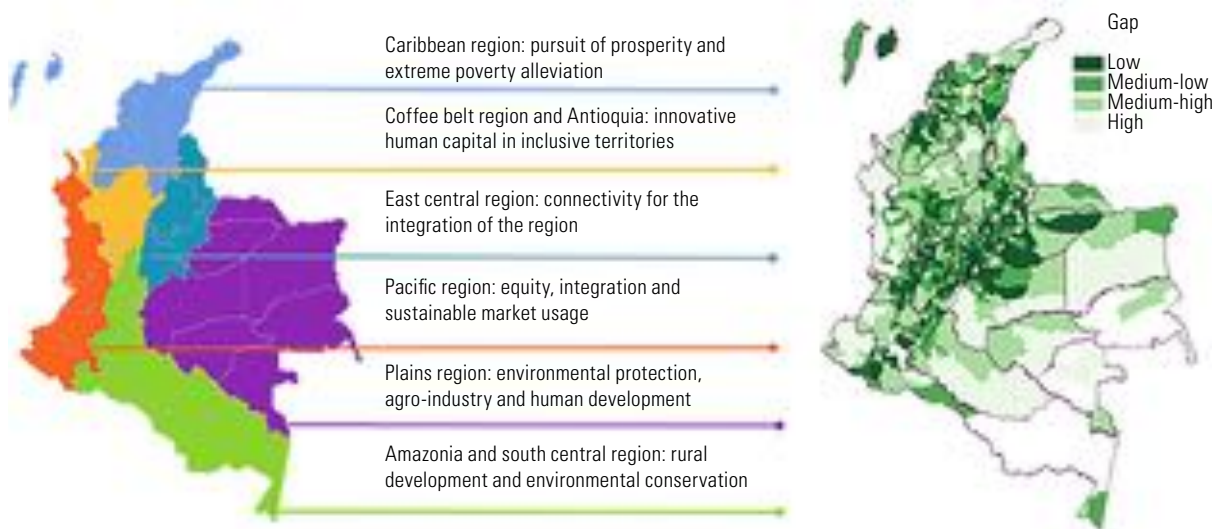 Caribbean region: pursuit of prosperity and
extreme poverty alleviation
Coffee belt region and Antioquia: innovative
human capital in inclusive territories
East central region: connectivity for the
integration of the region
Pacific region: equity, integration and
sustainable market usage
Plains region: environmental protection,
agro-industry and human development
Amazonia and south central region: rural
development and environmental conservation
Gap
Low
Medium-low
Medium-high
High